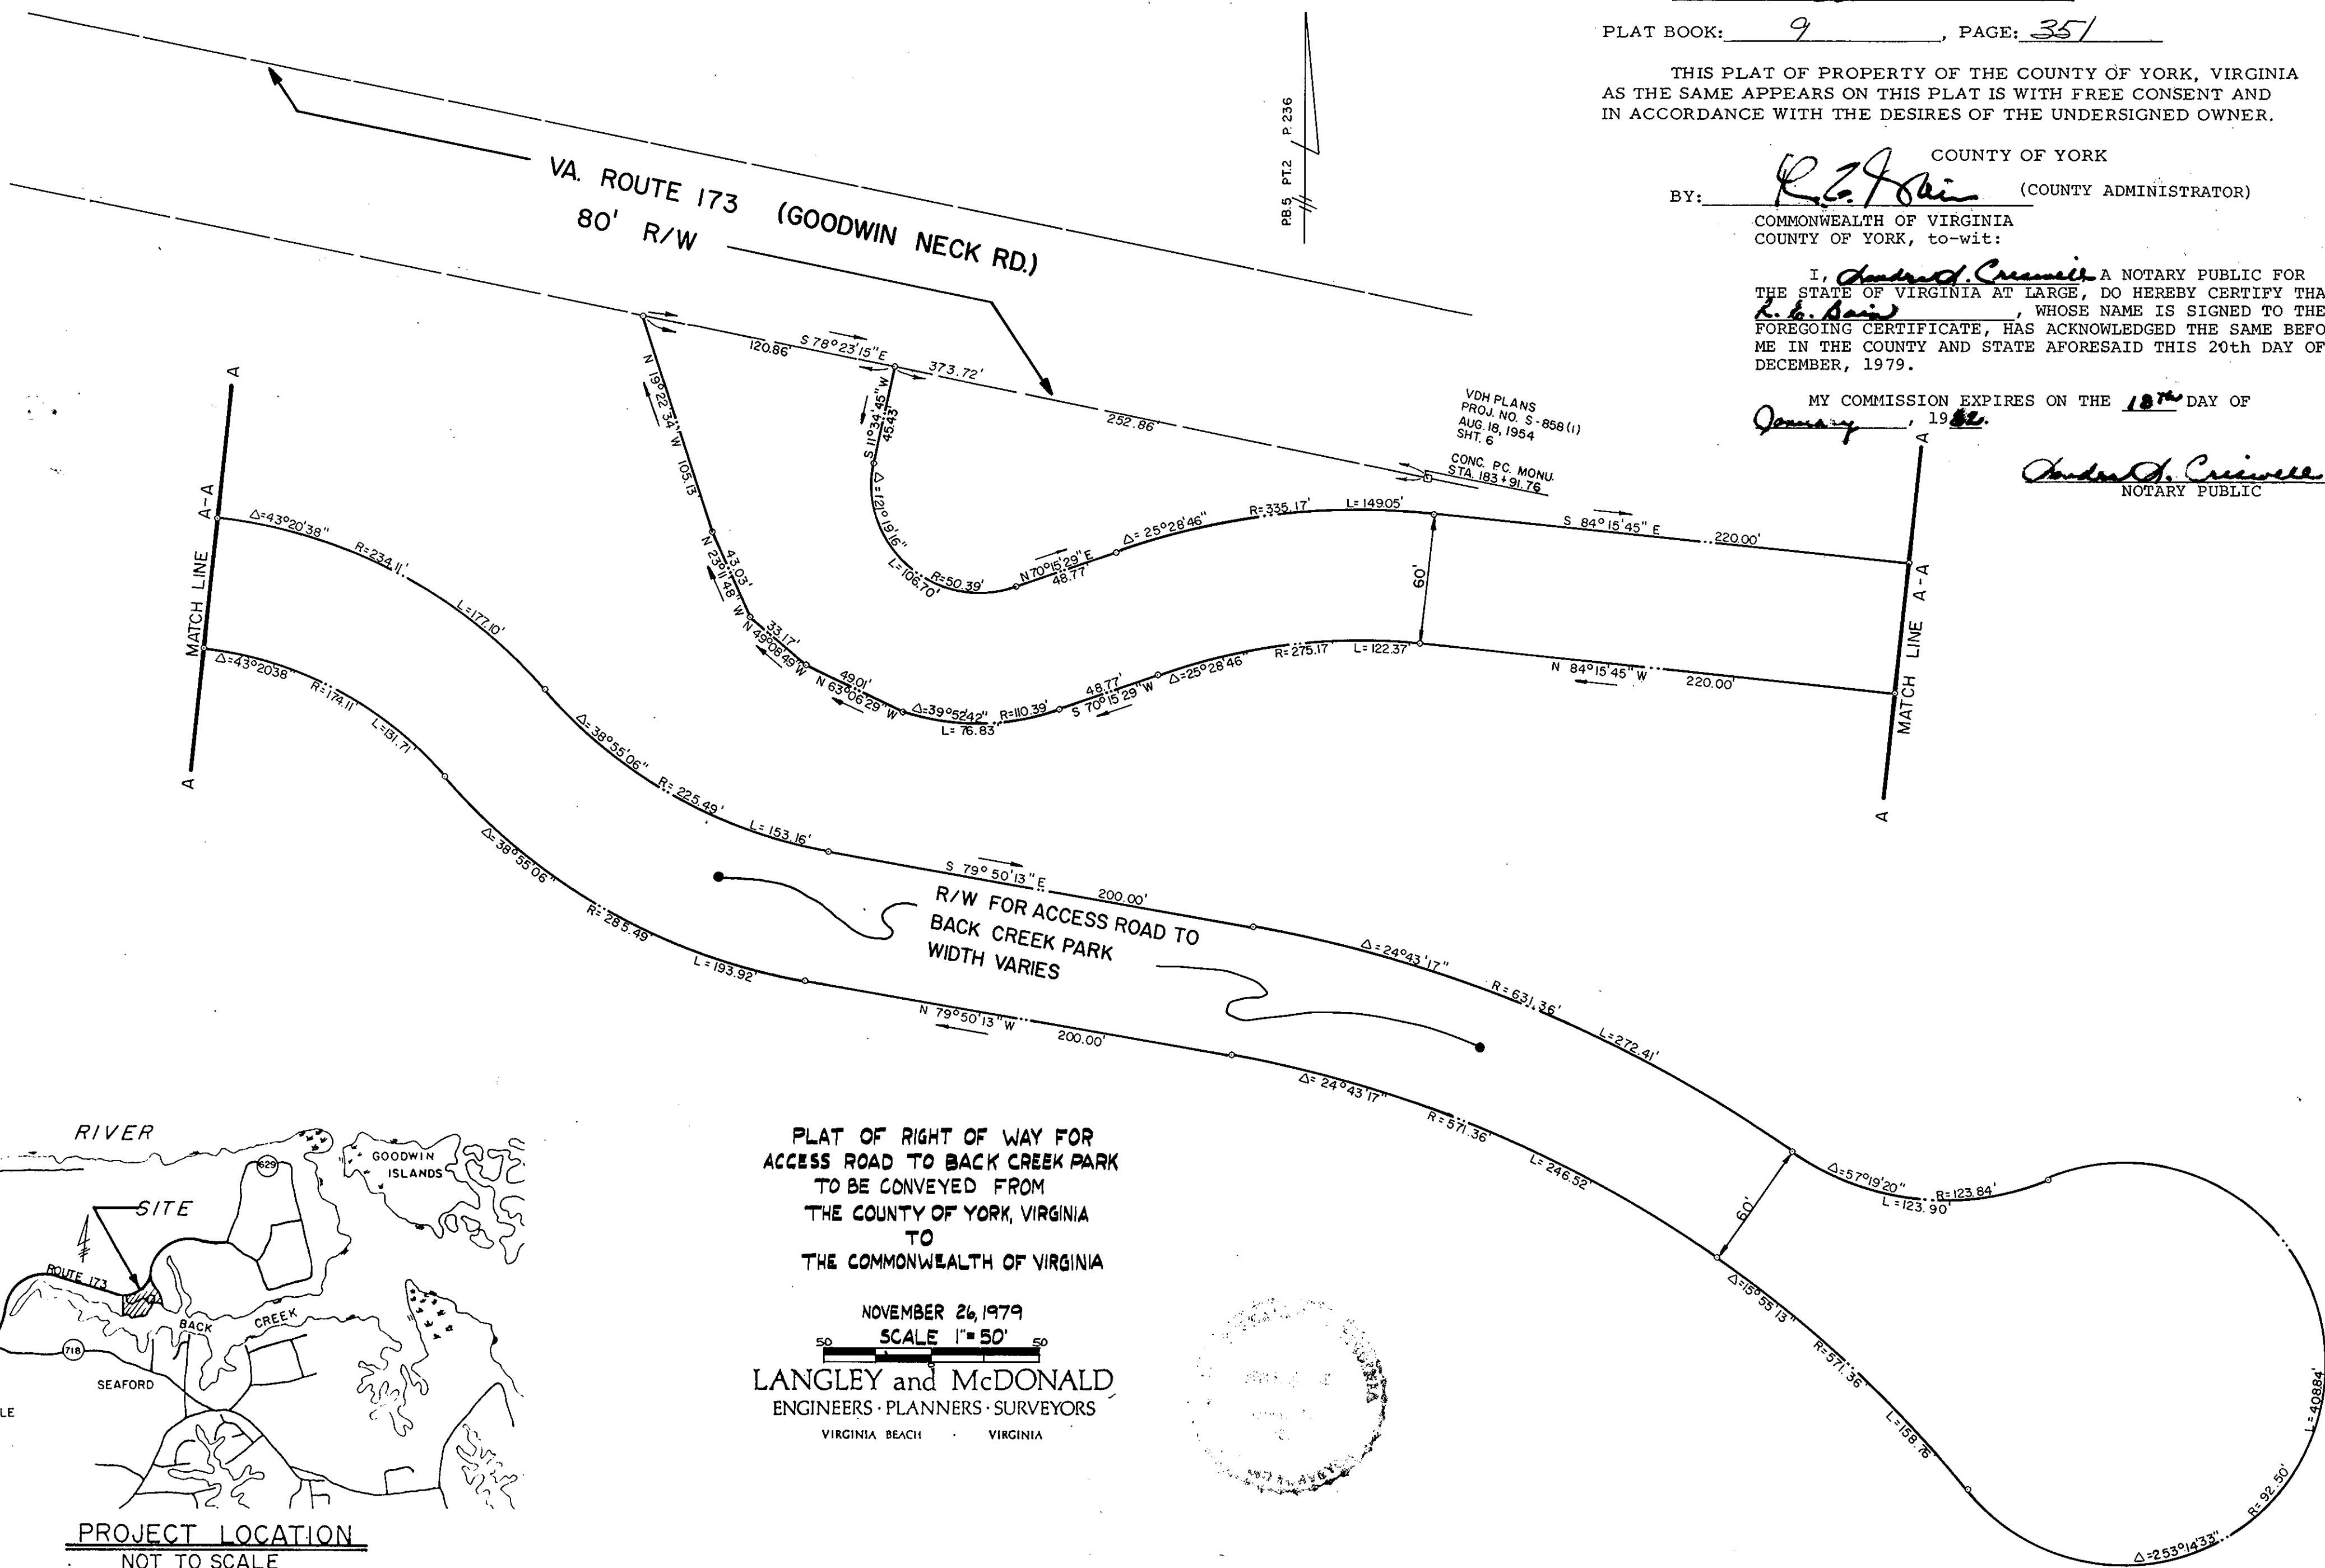 PLAT BOOK: 9, PAGE: 351
THIS PLAT OF PROPERTY OF THE COUNTY OF YORK, VIRGINIA
AS THE SAME APPEARS ON THIS PLAT IS WITH FREE CONSENT AND
IN ACCORDANCE WITH THE DESIRES OF THE UNDERSIGNED OWNER.
COUNTY OF YORK
BY: (COUNTY ADMINISTRATOR)
COMMONWEALTH OF VIRGINIA
COUNTY OF YORK, to-wit:
I, A NOTARY PUBLIC FOR
THE STATE OF VIRGINIA AT LARGE, DO HEREBY CERTIFY THA
R. E. Bain, WHOSE NAME IS SIGNED TO THE
FOREGOING CERTIFICATE, HAS ACKNOWLEDGED THE SAME BEFO
ME IN THE COUNTY AND STATE AFORESAID THIS 20th DAY OF
DECEMBER, 1979.
MY COMMISSION EXPIRES ON THE 18th DAY OF
January, 1982.
NOTARY PUBLIC
P.B.5 PT.2 P. 236
VA. ROUTE 173 (GOODWIN NECK RD.)
80' R/W
120.86'
S 78°23'15" E
373.72'
252.86'
VDH PLANS
PROJ. NO. S-858(1)
AUG. 18, 1954
SHT. 6
CONC. P.C. MONU.
STA. 183+91.76
N 19°22'34" W 105.13'
S 11°34'45" W
45.43'
Δ=121°19'16"
L=106.70'
R=50.39'
N 70°15'29" E
48.77'
Δ=25°28'46"
R=335.17'
L=149.05'
S 84°15'45" E
220.00'
60'
N 84°15'45" W
220.00'
L=122.37'
R=275.17'
Δ=25°28'46"
48.77'
S 70°15'29" W
R=110.39'
Δ=39°52'42"
L=76.83'
49.01'
N 63°06'29" W
33.17'
N 49°08'49" W
43.03'
N 23°11'48" W
A
MATCH LINE A-A
A
A
MATCH LINE A-A
A
Δ=43°20'38"
R=234.11'
L=177.10'
Δ=43°20'38"
R=174.11'
L=131.71'
Δ=38°55'06"
R=225.49'
L=153.16'
Δ=38°55'06"
R=285.49'
L=193.92'
S 79°50'13" E
200.00'
R/W FOR ACCESS ROAD TO
BACK CREEK PARK
WIDTH VARIES
N 79°50'13" W
200.00'
Δ=24°43'17"
R=631.36'
L=272.41'
Δ=24°43'17"
R=571.36'
L=246.52'
60'
Δ=57°19'20"
R=123.84'
L=123.90'
Δ=15°55'13"
R=571.36'
L=158.76'
L=408.84'
R=92.50'
Δ=253°14'33"
RIVER
629
GOODWIN
ISLANDS
SITE
ROUTE 173
BACK CREEK
718
SEAFORD
LE
PROJECT LOCATION
NOT TO SCALE
PLAT OF RIGHT OF WAY FOR
ACCESS ROAD TO BACK CREEK PARK
TO BE CONVEYED FROM
THE COUNTY OF YORK, VIRGINIA
TO
THE COMMONWEALTH OF VIRGINIA
NOVEMBER 26, 1979
SCALE 1"=50'
50 0 50
LANGLEY and McDONALD
ENGINEERS · PLANNERS · SURVEYORS
VIRGINIA BEACH · VIRGINIA